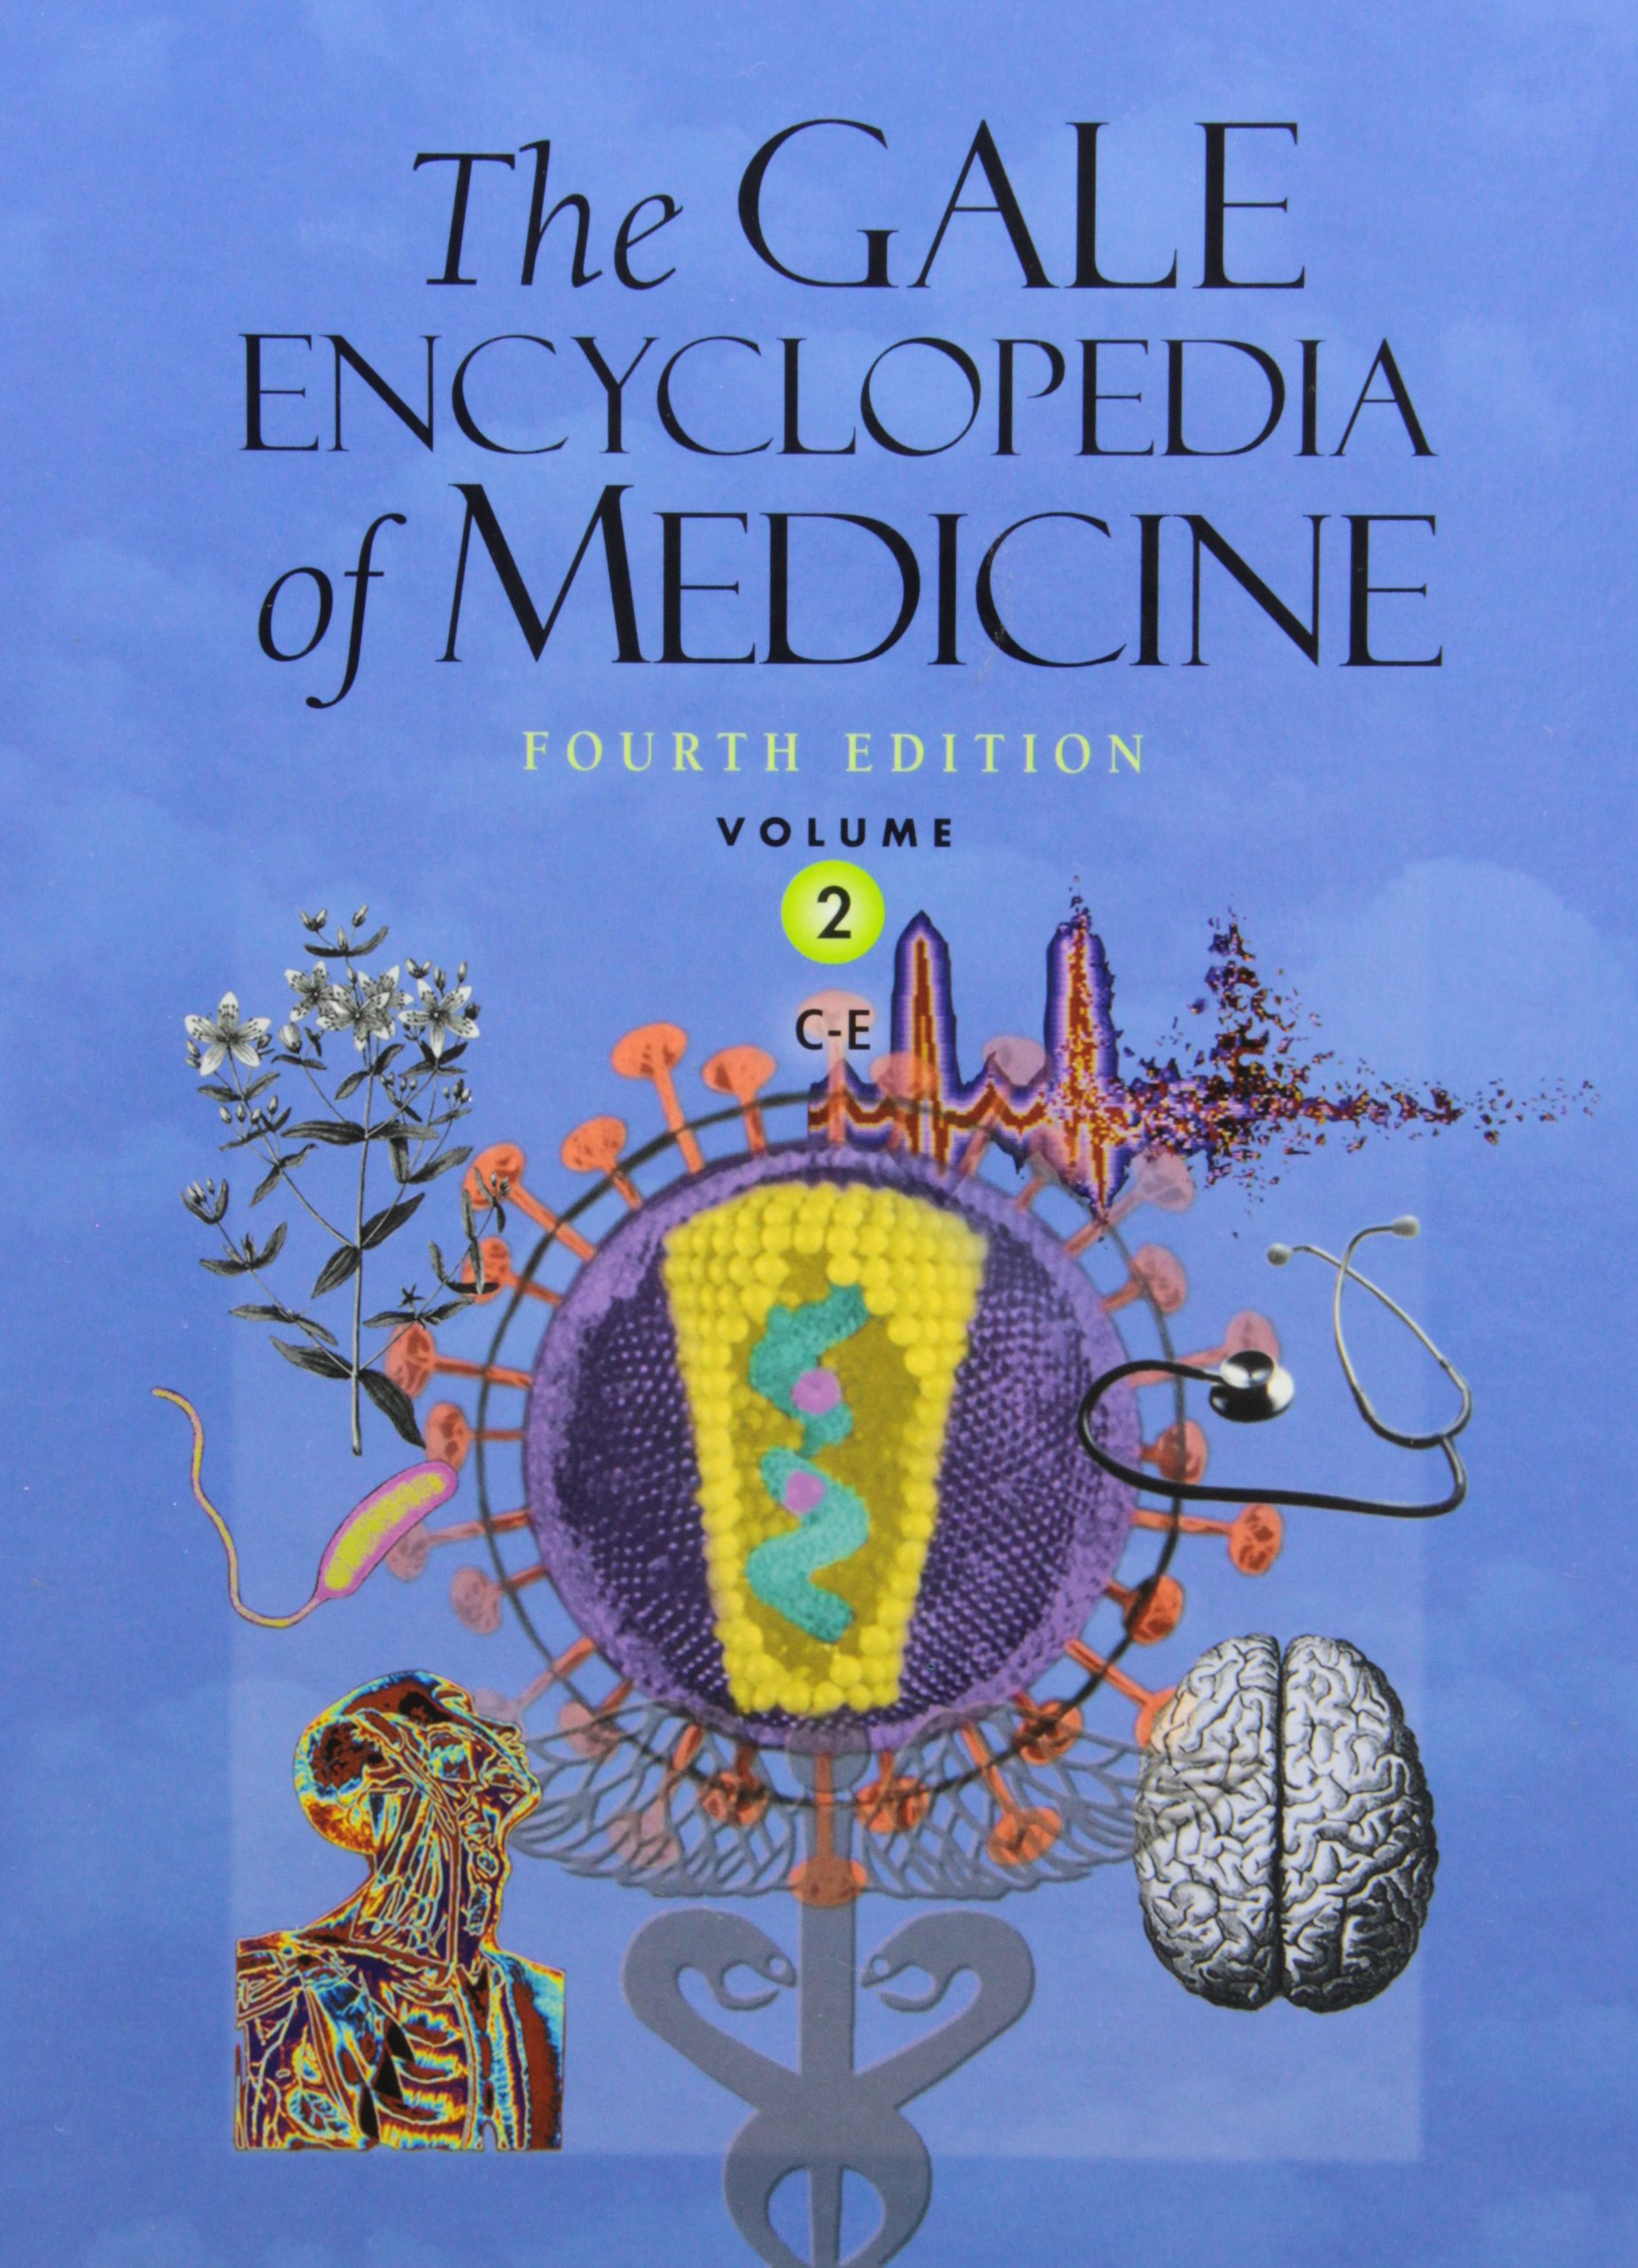 The GALE
ENCYCLOPEDIA
of MEDICINE
FOURTH EDITION
VOLUME
2
C-E